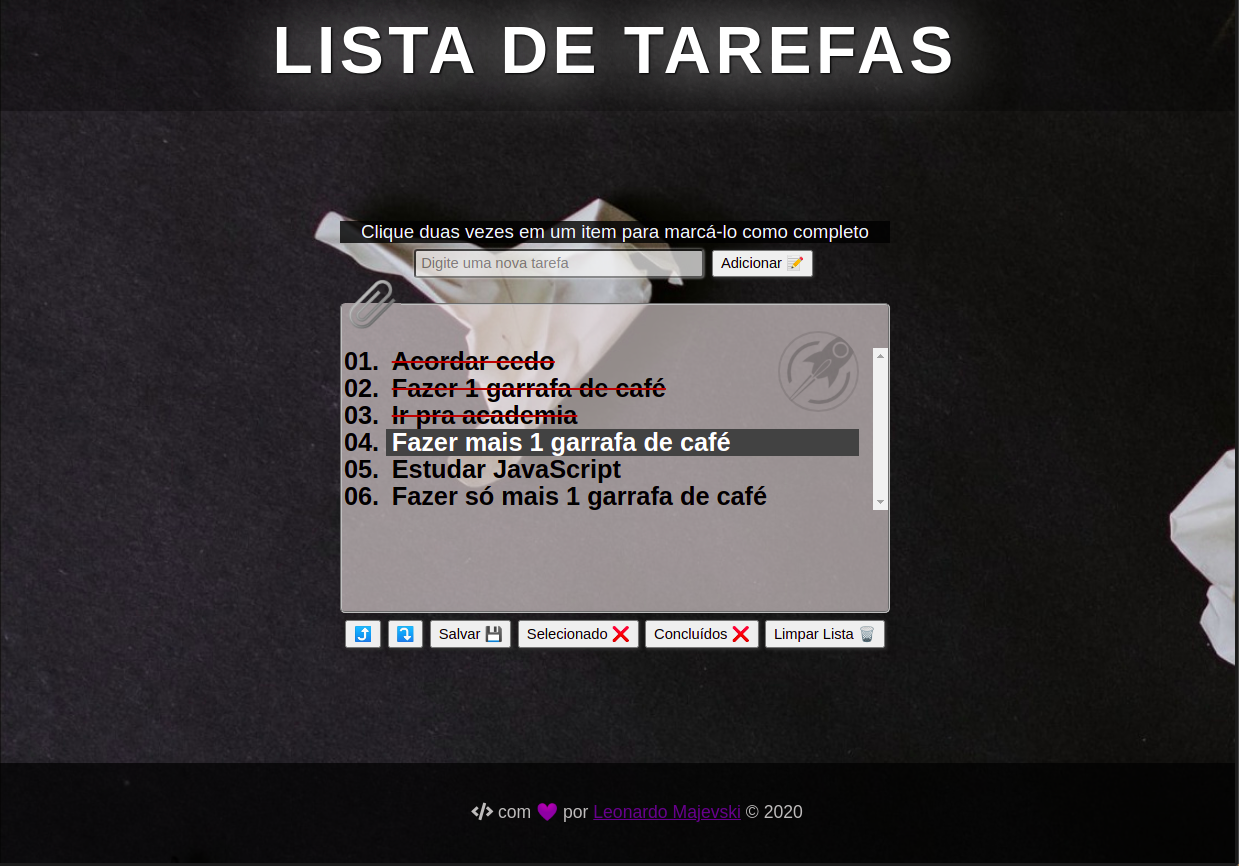 LISTA DE TAREFAS
Clique duas vezes em um item para marcá-lo como completo
Digite uma nova tarefa
Adicionar 📝
01. Acordar cedo
02. Fazer 1 garrafa de café
03. Ir pra academia
04. Fazer mais 1 garrafa de café
05. Estudar JavaScript
06. Fazer só mais 1 garrafa de café
⤴️ ⤵️ Salvar 💾 Selecionado ❌ Concluídos ❌ Limpar Lista 🗑️
</> com 💜 por Leonardo Majevski © 2020